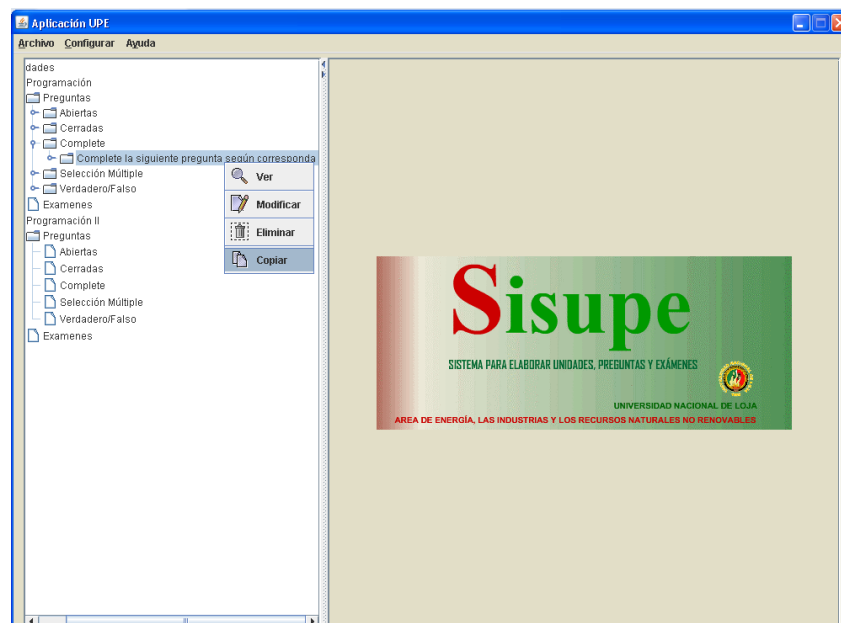 Aplicación UPE
Archivo Configurar Ayuda
dades
Programación
Preguntas
Abiertas
Cerradas
Complete
Complete la siguiente pregunta según corresponda
Selección Múltiple
Verdadero/Falso
Examenes
Programación II
Preguntas
Abiertas
Cerradas
Complete
Selección Múltiple
Verdadero/Falso
Examenes
Ver
Modificar
Eliminar
Copiar
Sisupe
SISTEMA PARA ELABORAR UNIDADES, PREGUNTAS Y EXÁMENES
UNIVERSIDAD NACIONAL DE LOJA
AREA DE ENERGÍA, LAS INDUSTRIAS Y LOS RECURSOS NATURALES NO RENOVABLES